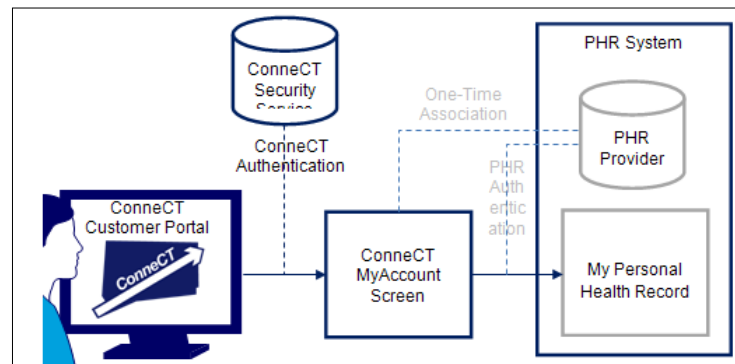 ConneCT
Security
Service
ConneCT
Authentication
One-Time
Association
PHR System
PHR
Provider
PHR
Auth
entic
ation
ConneCT
Customer Portal
ConneCT
ConneCT
MyAccount
Screen
My Personal
Health Record